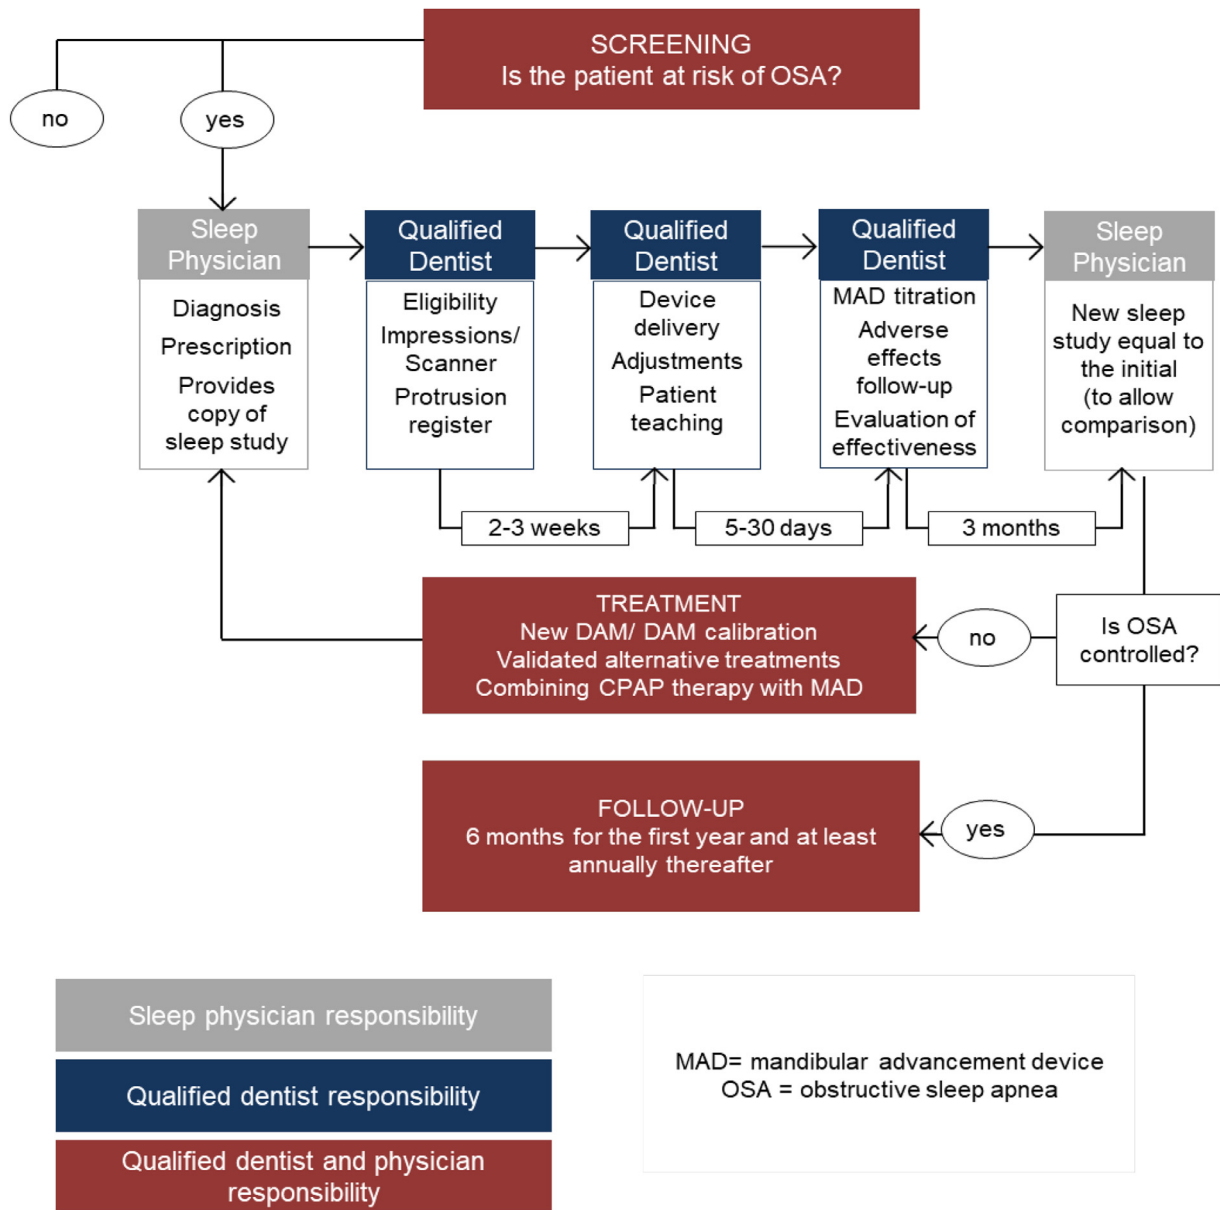 SCREENING
Is the patient at risk of OSA?
no
yes
Sleep
Physician
Diagnosis
Prescription
Provides
copy of
sleep study
Qualified
Dentist
Eligibility
Impressions/
Scanner
Protrusion
register
Qualified
Dentist
Device
delivery
Adjustments
Patient
teaching
Qualified
Dentist
MAD titration
Adverse
effects
follow-up
Evaluation of
effectiveness
Sleep
Physician
New sleep
study equal to
the initial
(to allow
comparison)
2-3 weeks
5-30 days
3 months
TREATMENT
New DAM/ DAM calibration
Validated alternative treatments
Combining CPAP therapy with MAD
no
Is OSA
controlled?
FOLLOW-UP
6 months for the first year and at least
annually thereafter
yes
Sleep physician responsibility
Qualified dentist responsibility
Qualified dentist and physician
responsibility
MAD= mandibular advancement device
OSA = obstructive sleep apnea